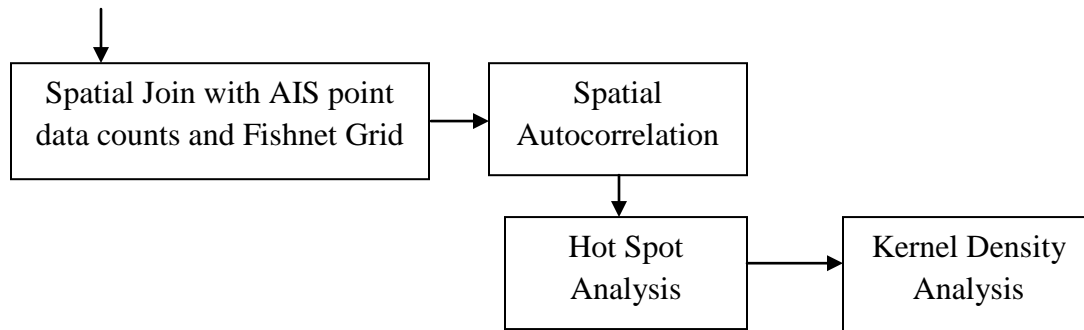 Spatial Join with AIS point
data counts and Fishnet Grid
Spatial
Autocorrelation
Hot Spot
Analysis
Kernel Density
Analysis